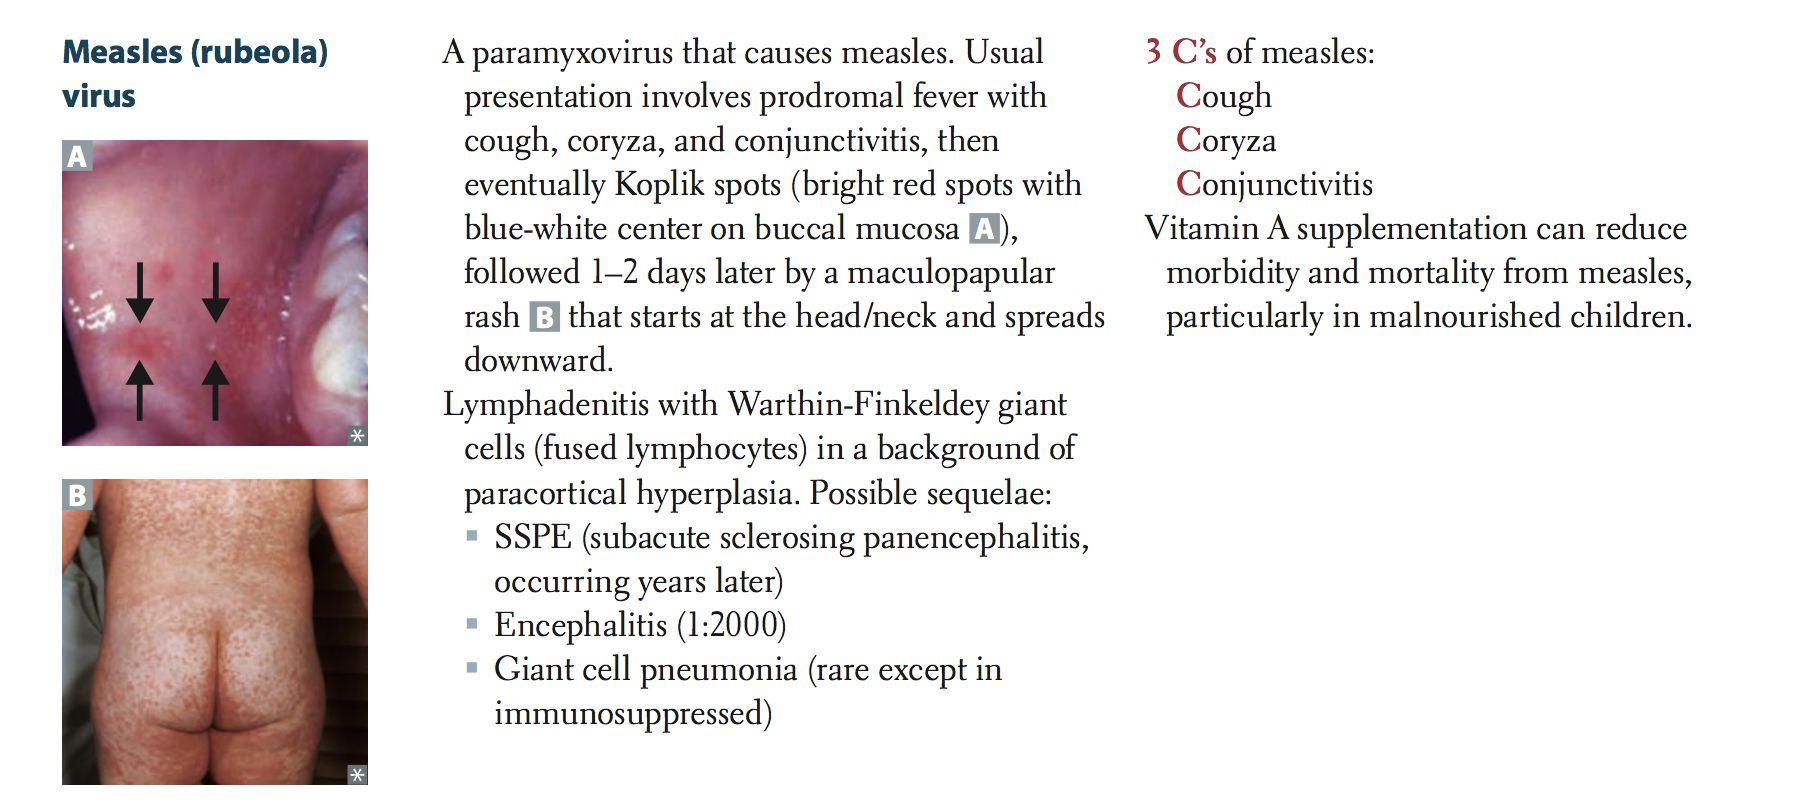 Measles (rubeola)
virus
A
*
B
*
A paramyxovirus that causes measles. Usual
presentation involves prodromal fever with
cough, coryza, and conjunctivitis, then
eventually Koplik spots (bright red spots with
blue-white center on buccal mucosa A),
followed 1–2 days later by a maculopapular
rash B that starts at the head/neck and spreads
downward.
Lymphadenitis with Warthin-Finkeldey giant
cells (fused lymphocytes) in a background of
paracortical hyperplasia. Possible sequelae:
▪ SSPE (subacute sclerosing panencephalitis,
occurring years later)
▪ Encephalitis (1:2000)
▪ Giant cell pneumonia (rare except in
immunosuppressed)
3 C’s of measles:
Cough
Coryza
Conjunctivitis
Vitamin A supplementation can reduce
morbidity and mortality from measles,
particularly in malnourished children.